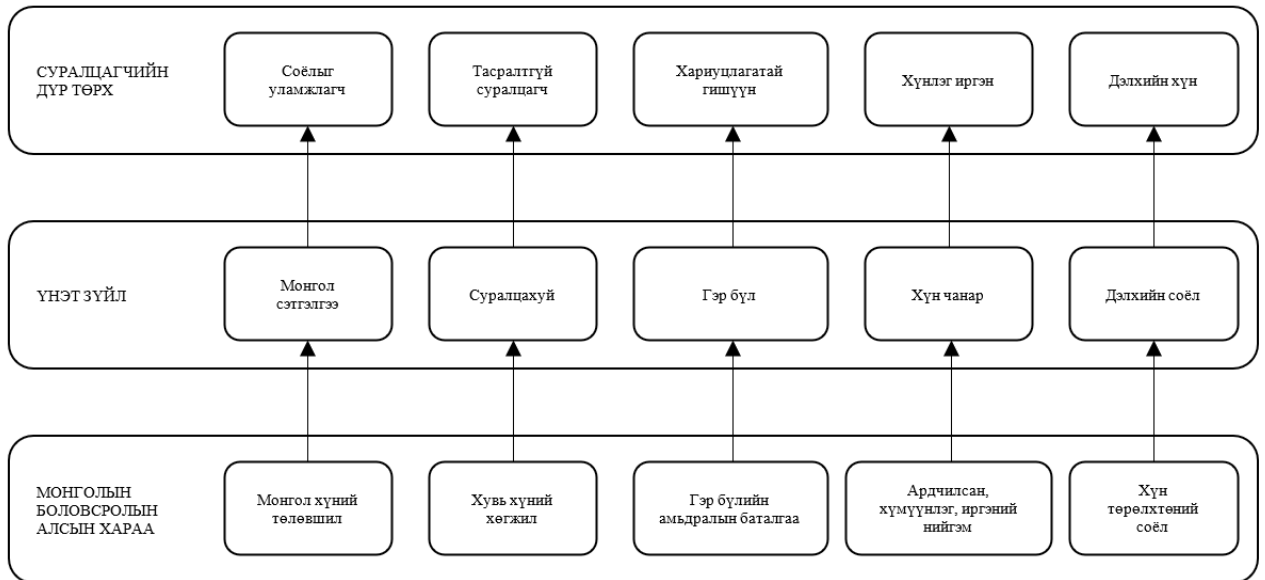 СУРАЛЦАГЧИЙН
ДҮР ТӨРХ
Соёлыг
уламжлагч
Тасралтгүй
суралцагч
Хариуцлагатай
гишүүн
Хүнлэг иргэн
Дэлхийн хүн
ҮНЭТ ЗҮЙЛ
Монгол
сэтгэлгээ
Суралцахуй
Гэр бүл
Хүн чанар
Дэлхийн соёл
МОНГОЛЫН
БОЛОВСРОЛЫН
АЛСЫН ХАРАА
Монгол хүний
төлөвшил
Хувь хүний
хөгжил
Гэр бүлийн
амьдралын баталгаа
Ардчилсан,
хүмүүнлэг, иргэний
нийгэм
Хүн
төрөлхтөний
соёл